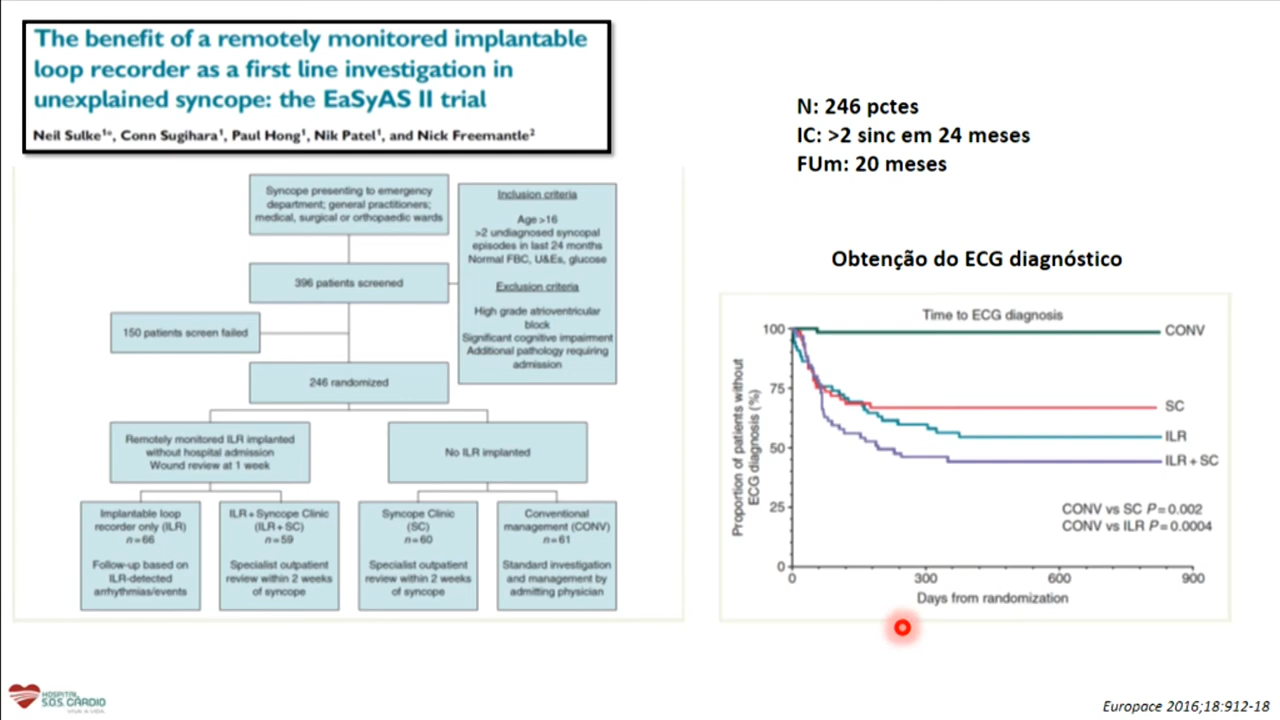 The benefit of a remotely monitored implantable
loop recorder as a first line investigation in
unexplained syncope: the EaSyAS II trial
Neil Sulke1*, Conn Sugihara1, Paul Hong1, Nik Patel1, and Nick Freemantle2
N: 246 pctes
IC: >2 sinc em 24 meses
FUm: 20 meses
Syncope presenting to emergency
department; general practitioners;
medical, surgical or orthopaedic wards
Inclusion criteria
Age >16
>2 undiagnosed syncopal
episodes in last 24 months
Normal FBC, U&Es, glucose
Exclusion criteria
High grade atrioventricular
block
Significant cognitive impairment
Additional pathology requiring
admission
396 patients screened
150 patients screen failed
246 randomized
Remotely monitored ILR implanted
without hospital admission
Wound review at 1 week
No ILR implanted
Implantable loop
recorder only (ILR)
n=66
Follow-up based on
ILR-detected
arrhythmias/events
ILR+Syncope Clinic
(ILR+SC)
n=59
Specialist outpatient
review within 2 weeks
of syncope
Syncope Clinic
(SC)
n=60
Specialist outpatient
review within 2 weeks
of syncope
Conventional
management (CONV)
n=61
Standard investigation
and management by
admitting physician
Obtenção do ECG diagnóstico
Time to ECG diagnosis
Proportion of patients without
ECG diagnosis (%)
100
75
50
25
0
CONV
SC
ILR
ILR + SC
CONV vs SC P=0.002
CONV vs ILR P=0.0004
0 300 600 900
Days from randomization
HOSPITAL
S.O.S. CÁRDIO
VIVA A VIDA
Europace 2016;18:912-18